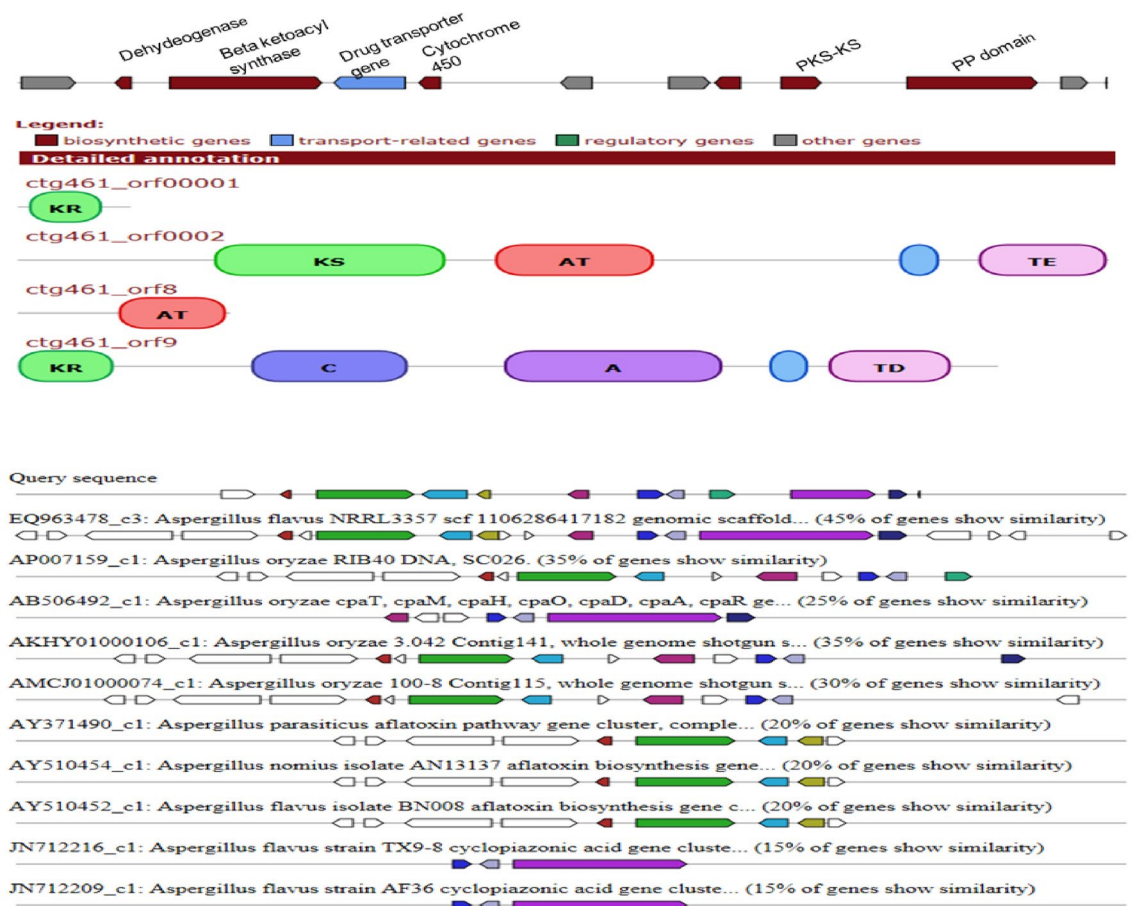 Dehydeogenase
Beta ketoacyl
synthase
Drug transporter
gene
Cytochrome
450
PKS-KS
PP domain
Legend:
biosynthetic genes transport-related genes regulatory genes other genes
Detailed annotation
ctg461_orf00001
KR
ctg461_orf0002
KS AT TE
ctg461_orf8
AT
ctg461_orf9
KR C A TD
Query sequence
EQ963478_c3: Aspergillus flavus NRRL3357 scf 1106286417182 genomic scaffold... (45% of genes show similarity)
AP007159_c1: Aspergillus oryzae RIB40 DNA, SC026. (35% of genes show similarity)
AB506492_c1: Aspergillus oryzae cpaT, cpaM, cpaH, cpaO, cpaD, cpaA, cpaR ge... (25% of genes show similarity)
AKHY01000106_c1: Aspergillus oryzae 3.042 Contig141, whole genome shotgun s... (35% of genes show similarity)
AMCJ01000074_c1: Aspergillus oryzae 100-8 Contig115, whole genome shotgun s... (30% of genes show similarity)
AY371490_c1: Aspergillus parasiticus aflatoxin pathway gene cluster, comple... (20% of genes show similarity)
AY510454_c1: Aspergillus nomius isolate AN13137 aflatoxin biosynthesis gene... (20% of genes show similarity)
AY510452_c1: Aspergillus flavus isolate BN008 aflatoxin biosynthesis gene c... (20% of genes show similarity)
JN712216_c1: Aspergillus flavus strain TX9-8 cyclopiazonic acid gene cluste... (15% of genes show similarity)
JN712209_c1: Aspergillus flavus strain AF36 cyclopiazonic acid gene cluste... (15% of genes show similarity)